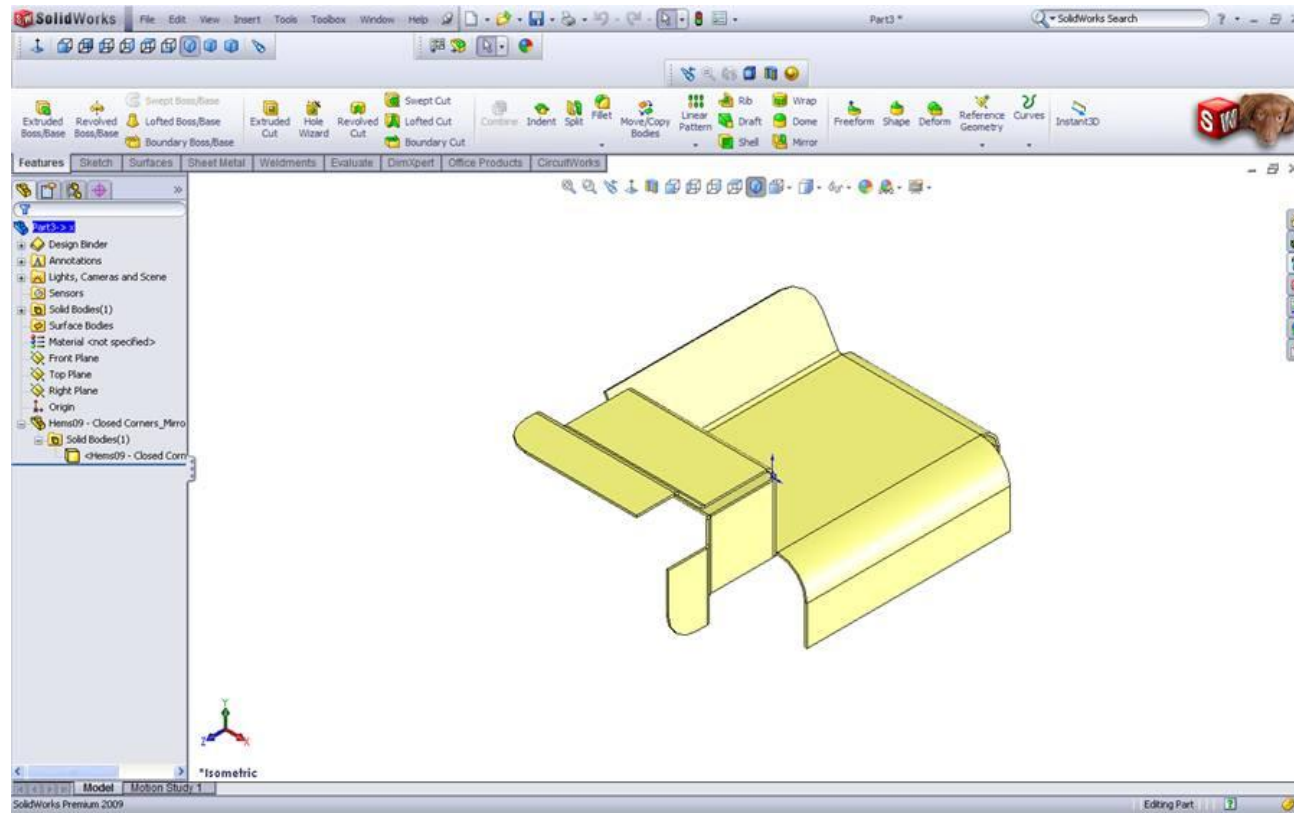 SolidWorks File Edit View Insert Tools Toolbox Window Help Part3 * SolidWorks Search ?
Extruded Boss/Base
Revolved Boss/Base
Swept Boss/Base
Lofted Boss/Base
Boundary Boss/Base
Extruded Cut
Hole Wizard
Revolved Cut
Swept Cut
Lofted Cut
Boundary Cut
Combine
Indent
Split
Fillet
Move/Copy Bodies
Linear Pattern
Rib
Draft
Shell
Wrap
Dome
Mirror
Freeform
Shape
Deform
Reference Geometry
Curves
Instant3D
SW
Features Sketch Surfaces Sheet Metal Weldments Evaluate DimXpert Office Products CircuitWorks
Part3-> x
Design Binder
Annotations
Lights, Cameras and Scene
Sensors
Solid Bodies(1)
Surface Bodies
Material <not specified>
Front Plane
Top Plane
Right Plane
Origin
Hems09 - Closed Corners_Mirro
Solid Bodies(1)
<Hems09 - Closed Corn
Y
Z X
*Isometric
Model Motion Study 1
SolidWorks Premium 2009 Editing Part ?